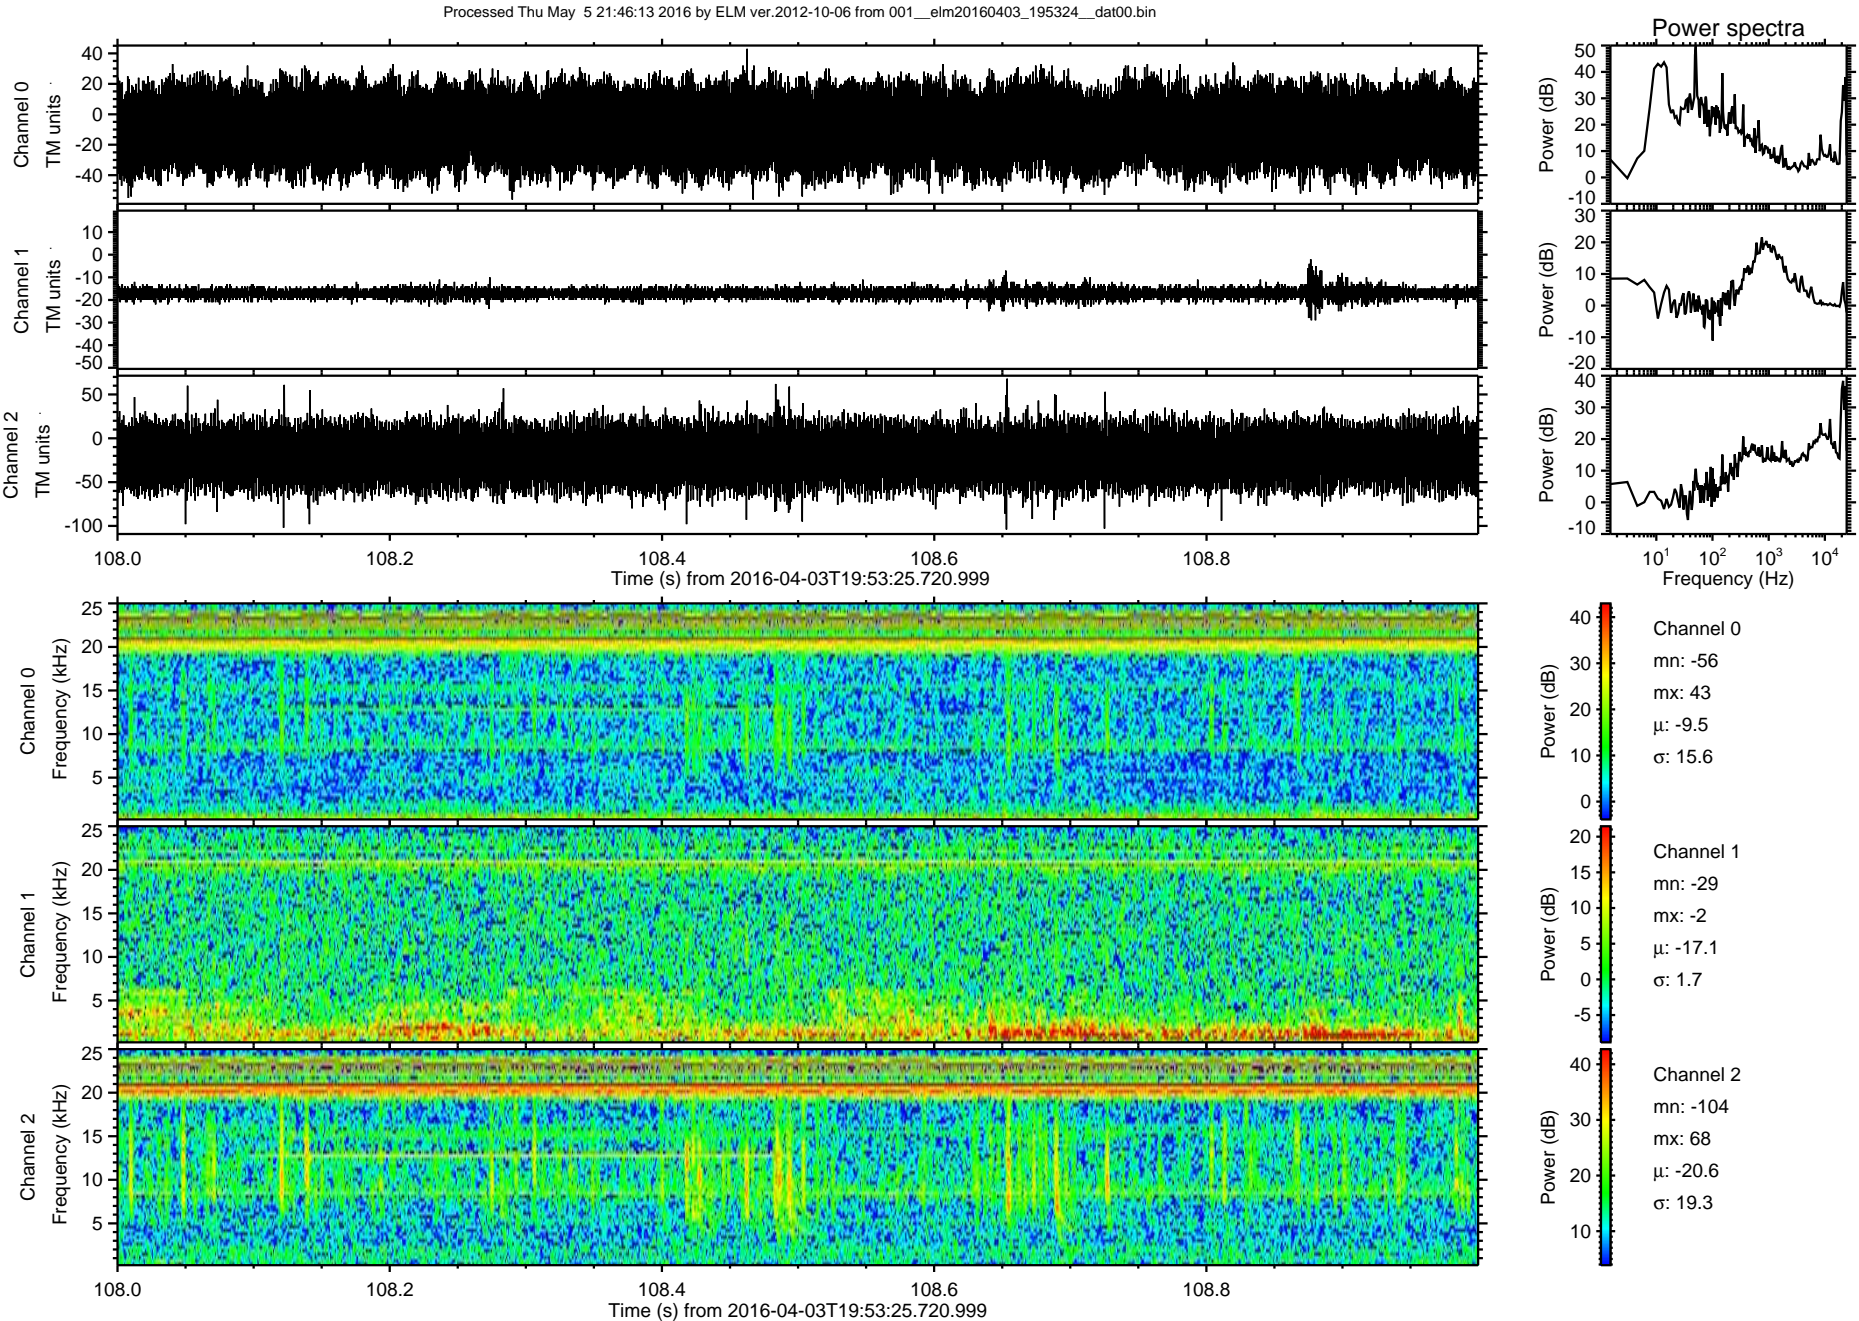 Processed Thu May  5 21:46:13 2016 by ELM ver.2012-10-06 from 001__elm20160403_195324__dat00.bin
Power spectra
Channel 0
TM units
40
20
0
-20
-40
Power (dB)
50
40
30
20
10
0
-10
Channel 1
TM units
10
0
-10
-20
-30
-40
-50
Power (dB)
30
20
10
0
-10
-20
Channel 2
TM units
50
0
-50
-100
Power (dB)
40
30
20
10
0
-10
108.0
108.2
108.4
108.6
108.8
Time (s) from 2016-04-03T19:53:25.720.999
10¹
10²
10³
10⁴
Frequency (Hz)
Channel 0
Frequency (kHz)
25
20
15
10
5
Power (dB)
40
30
20
10
0
Channel 0
mn: -56
mx: 43
μ: -9.5
σ: 15.6
Channel 1
Frequency (kHz)
25
20
15
10
5
Power (dB)
20
15
10
5
0
-5
Channel 1
mn: -29
mx: -2
μ: -17.1
σ: 1.7
Channel 2
Frequency (kHz)
25
20
15
10
5
Power (dB)
40
30
20
10
Channel 2
mn: -104
mx: 68
μ: -20.6
σ: 19.3
108.0
108.2
108.4
108.6
108.8
Time (s) from 2016-04-03T19:53:25.720.999